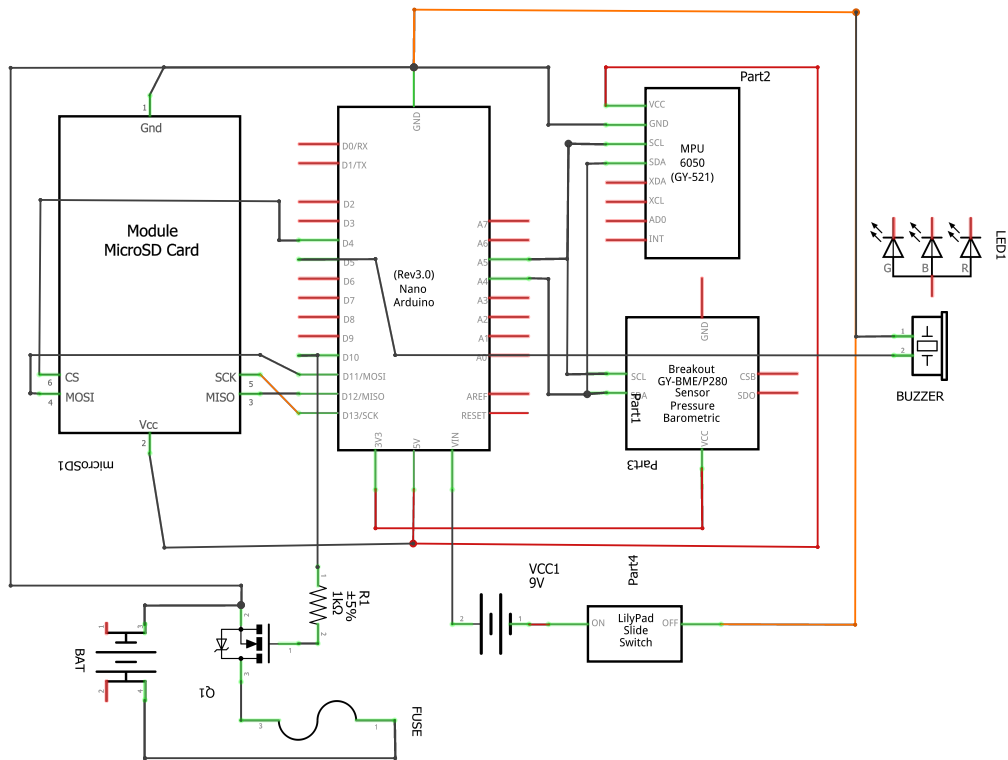 Part2
1
Gnd
Module
MicroSD Card
CS
6
MOSI
4
SCK
5
MISO
3
Vcc
2
microSD1
GND
D0/RX
D1/TX
D2
D3
D4
D5
D6
D7
D8
D9
D10
D11/MOSI
D12/MISO
D13/SCK
(Rev3.0)
Nano
Arduino
A7
A6
A5
A4
A3
A2
A1
A0
AREF
RESET
3V3
5V
VIN
VCC
GND
SCL
SDA
XDA
XCL
AD0
INT
MPU
6050
(GY-521)
G
B
R
LED1
1
2
BUZZER
GND
Breakout
GY-BME/P280
Sensor
Pressure
Barometric
SCL
SDA
CSB
SDO
VCC
Part1
Part3
Part4
VCC1
9V
2
1
ON
LilyPad
Slide
Switch
OFF
1
R1
±5%
1kΩ
2
BAT
1
3
2
4
2
1
3
Q1
3
1
FUSE